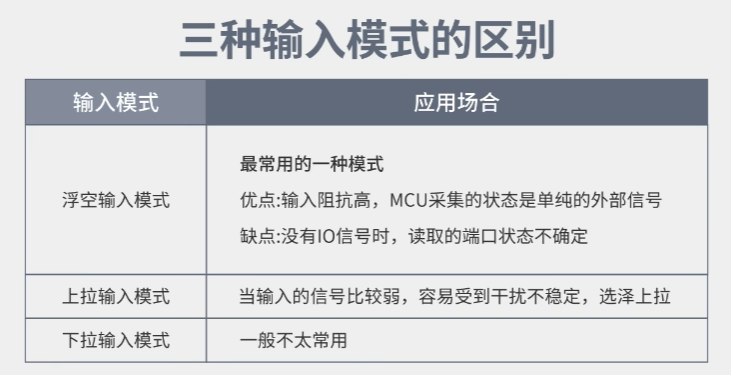 三种输入模式的区别
输入模式
应用场合
浮空输入模式
最常用的一种模式
优点:输入阻抗高，MCU采集的状态是单纯的外部信号
缺点:没有IO信号时，读取的端口状态不确定
上拉输入模式
当输入的信号比较弱，容易受到干扰不稳定，选泽上拉
下拉输入模式
一般不太常用